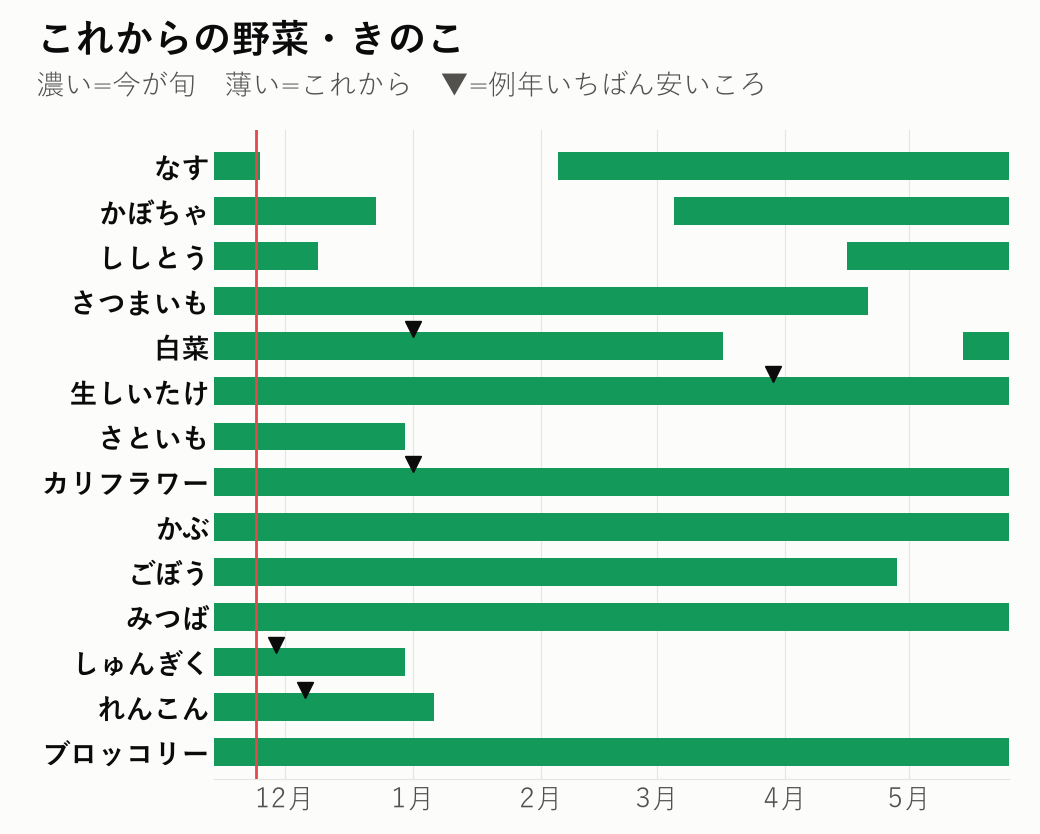 これからの野菜・きのこ
濃い=今が旬　薄い=これから　▼=例年いちばん安いころ
なす
かぼちゃ
ししとう
さつまいも
白菜
生しいたけ
さといも
カリフラワー
かぶ
ごぼう
みつば
しゅんぎく
れんこん
ブロッコリー
12月　1月　2月　3月　4月　5月